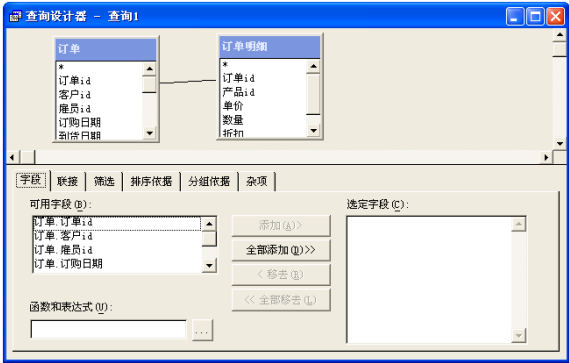 查询设计器 - 查询1
订单
*
订单id
客户id
雇员id
订购日期
到货日期
订单明细
*
订单id
产品id
单价
数量
折扣
字段
联接
筛选
排序依据
分组依据
杂项
可用字段(B):
选定字段(C):
订单.订单id
订单.客户id
订单.雇员id
订单.订购日期
添加(A)>
全部添加(D)>>
< 移去(R)
<< 全部移去(L)
函数和表达式(U):
...